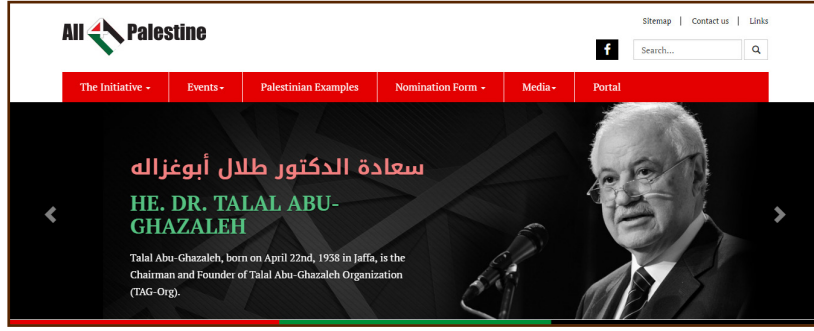 Sitemap | Contact us | Links
All Palestine
f Search...
The Initiative Events Palestinian Examples Nomination Form Media Portal
سعادة الدكتور طلال أبوغزاله
HE. DR. TALAL ABU-
GHAZALEH
Talal Abu-Ghazaleh, born on April 22nd, 1938 in Jaffa, is the
Chairman and Founder of Talal Abu-Ghazaleh Organization
(TAG-Org).